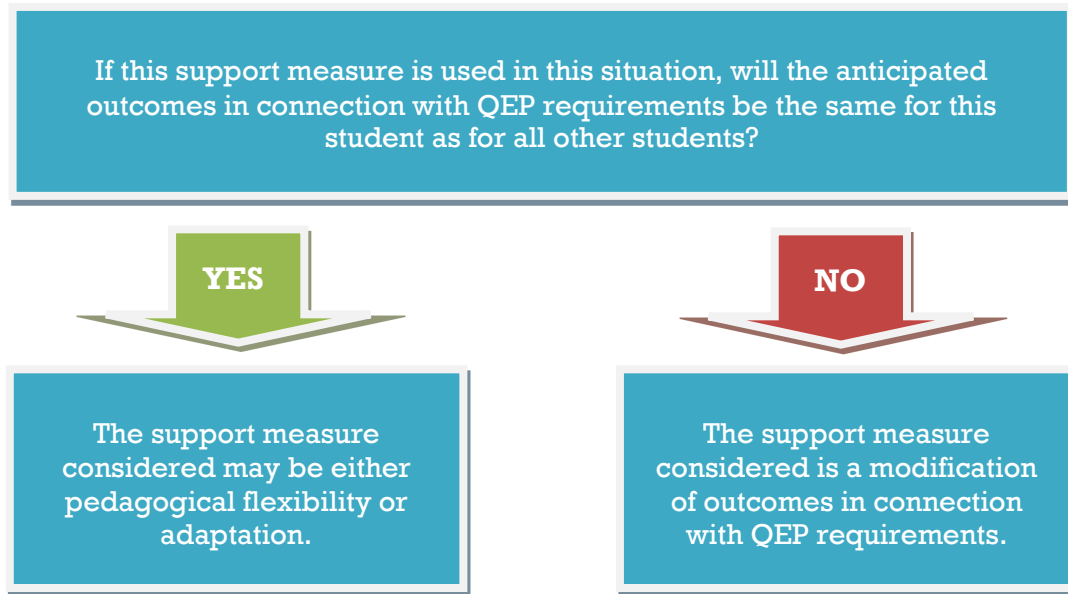 If this support measure is used in this situation, will the anticipated
outcomes in connection with QEP requirements be the same for this
student as for all other students?
YES
NO
The support measure
considered may be either
pedagogical flexibility or
adaptation.
The support measure
considered is a modification
of outcomes in connection
with QEP requirements.